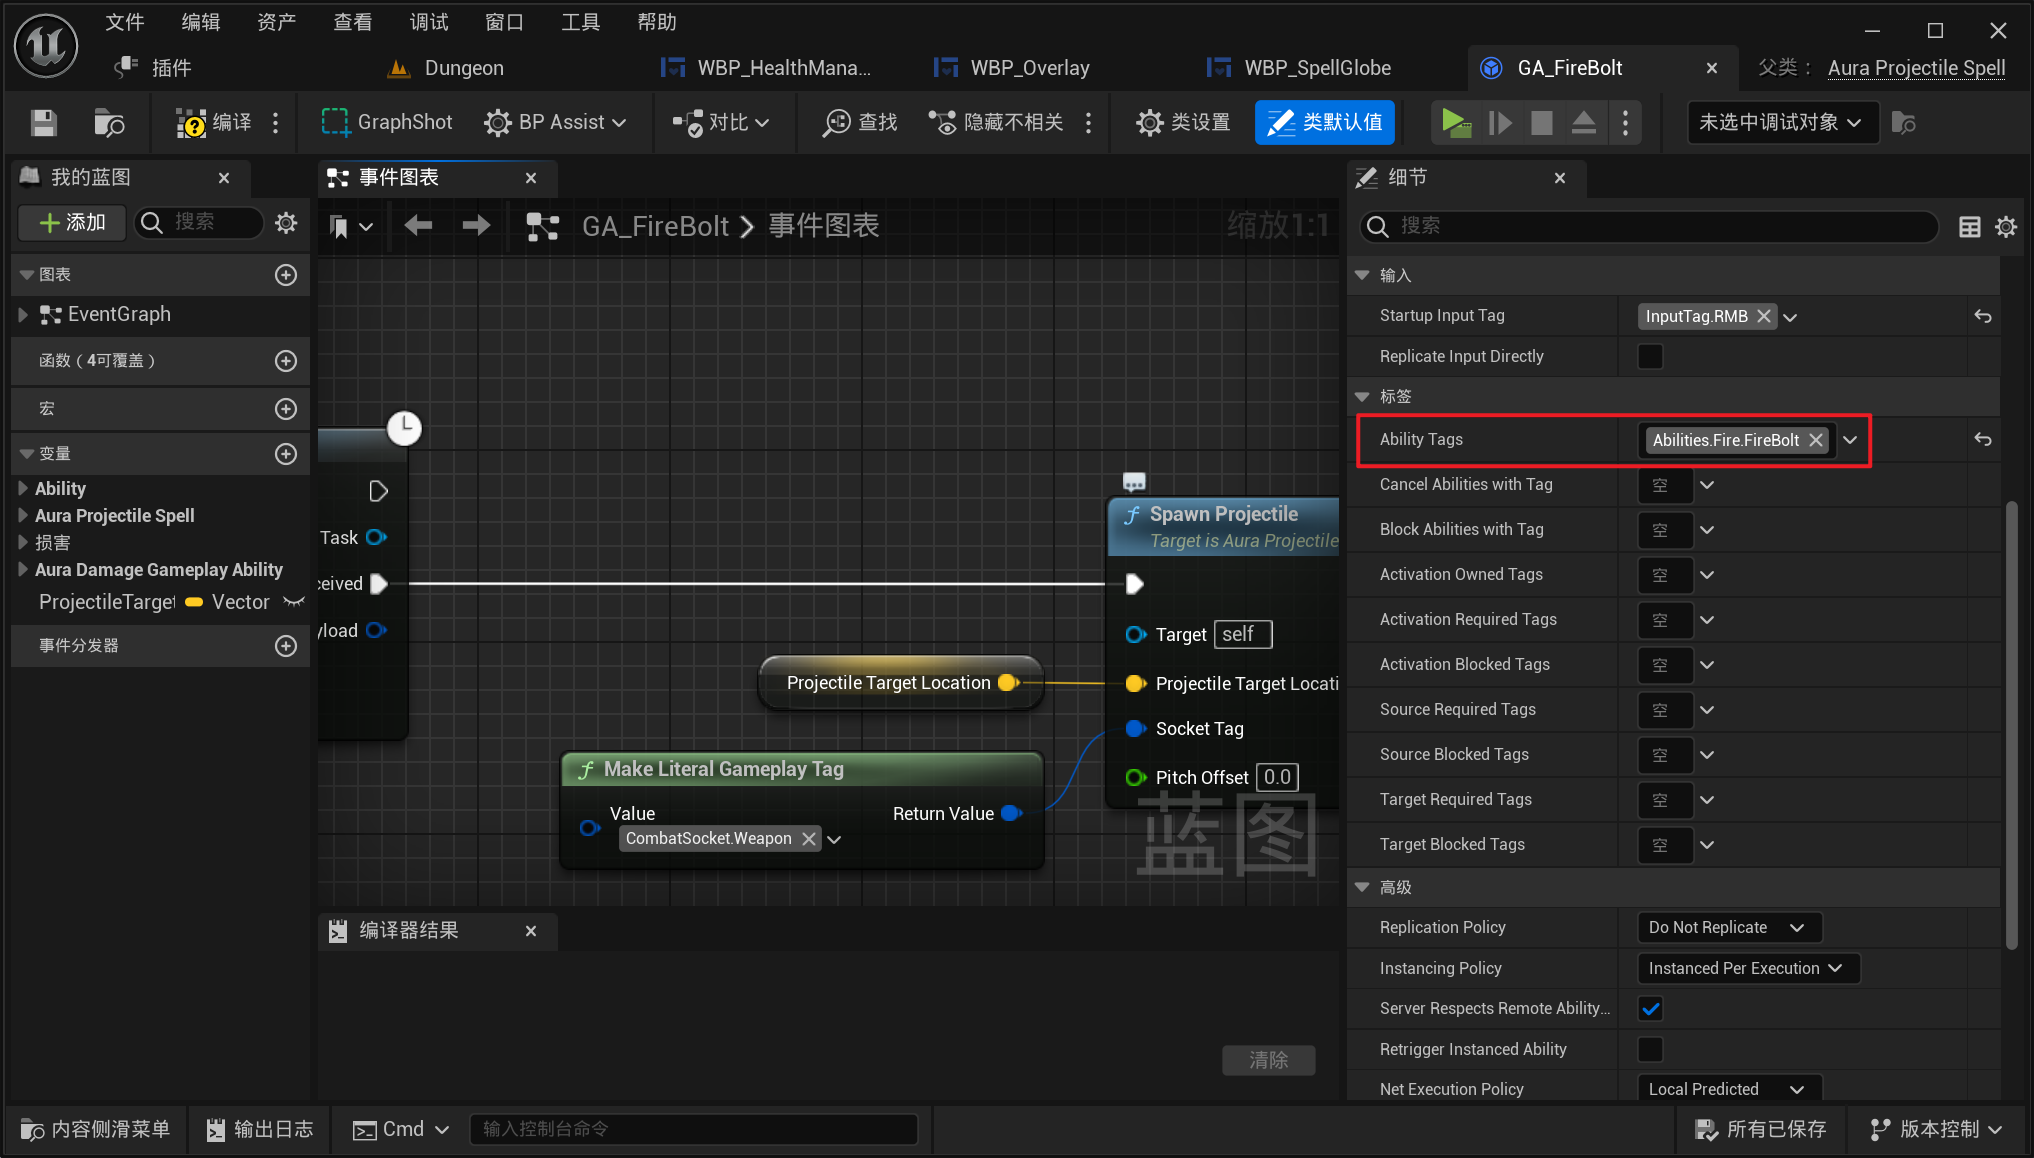 文件 编辑 资产 查看 调试 窗口 工具 帮助
插件 Dungeon WBP_HealthMana... WBP_Overlay WBP_SpellGlobe GA_FireBolt 父类： Aura Projectile Spell
编译 GraphShot BP Assist 对比 查找 隐藏不相关 类设置 类默认值 未选中调试对象
我的蓝图
添加 搜索
图表
EventGraph
函数（4可覆盖）
宏
变量
Ability
Aura Projectile Spell
损害
Aura Damage Gameplay Ability
ProjectileTarget Vector
事件分发器
事件图表
GA_FireBolt 事件图表 缩放1:1
Task
ceived
yload
Spawn Projectile
Target is Aura Projectile
Target self
Projectile Target Location
Projectile Target Locati
Socket Tag
Pitch Offset 0.0
Make Literal Gameplay Tag
Value Return Value
CombatSocket.Weapon
蓝图
编译器结果
清除
细节
搜索
输入
Startup Input Tag InputTag.RMB
Replicate Input Directly
标签
Ability Tags Abilities.Fire.FireBolt
Cancel Abilities with Tag 空
Block Abilities with Tag 空
Activation Owned Tags 空
Activation Required Tags 空
Activation Blocked Tags 空
Source Required Tags 空
Source Blocked Tags 空
Target Required Tags 空
Target Blocked Tags 空
高级
Replication Policy Do Not Replicate
Instancing Policy Instanced Per Execution
Server Respects Remote Ability...
Retrigger Instanced Ability
Net Execution Policy Local Predicted
内容侧滑菜单 输出日志 Cmd 输入控制台命令 所有已保存 版本控制